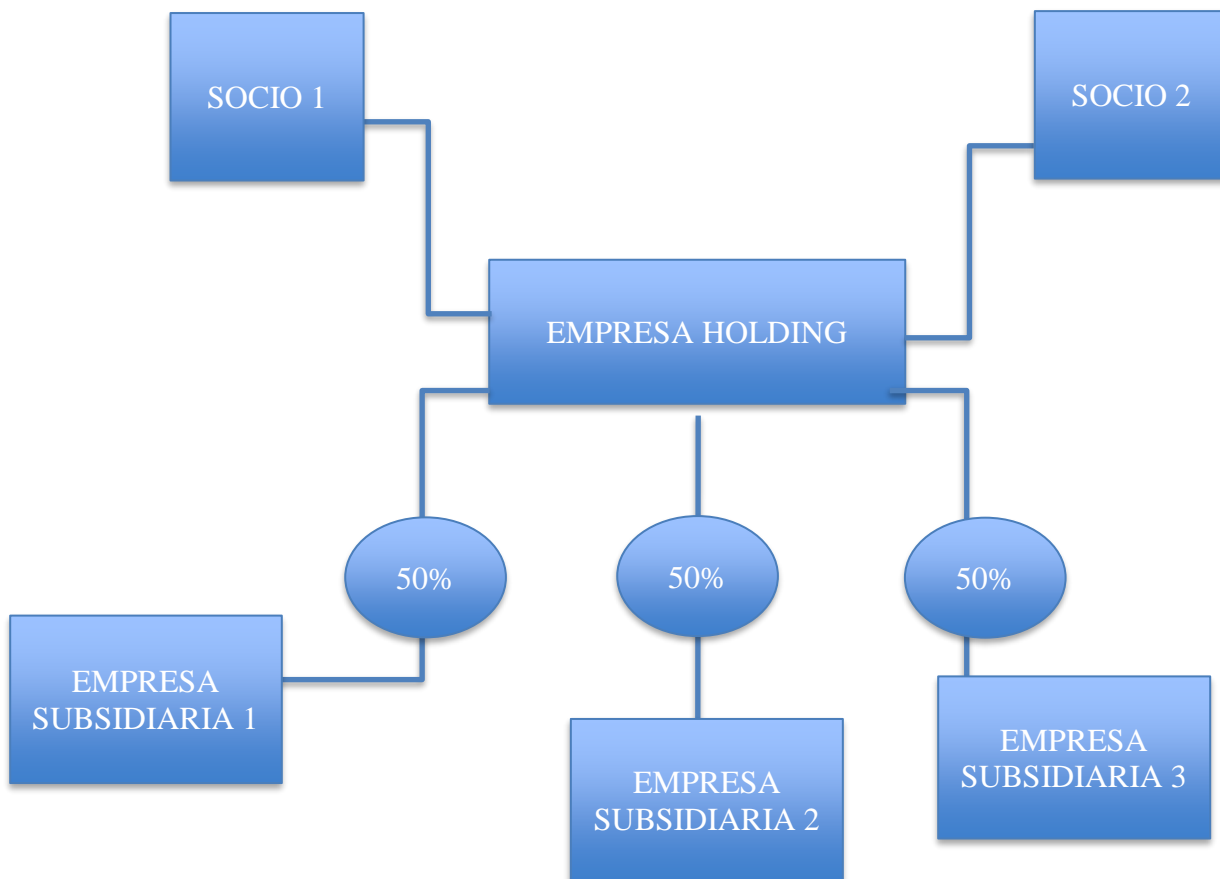 SOCIO 1
SOCIO 2
EMPRESA HOLDING
50%
50%
50%
EMPRESA
SUBSIDIARIA 1
EMPRESA
SUBSIDIARIA 2
EMPRESA
SUBSIDIARIA 3